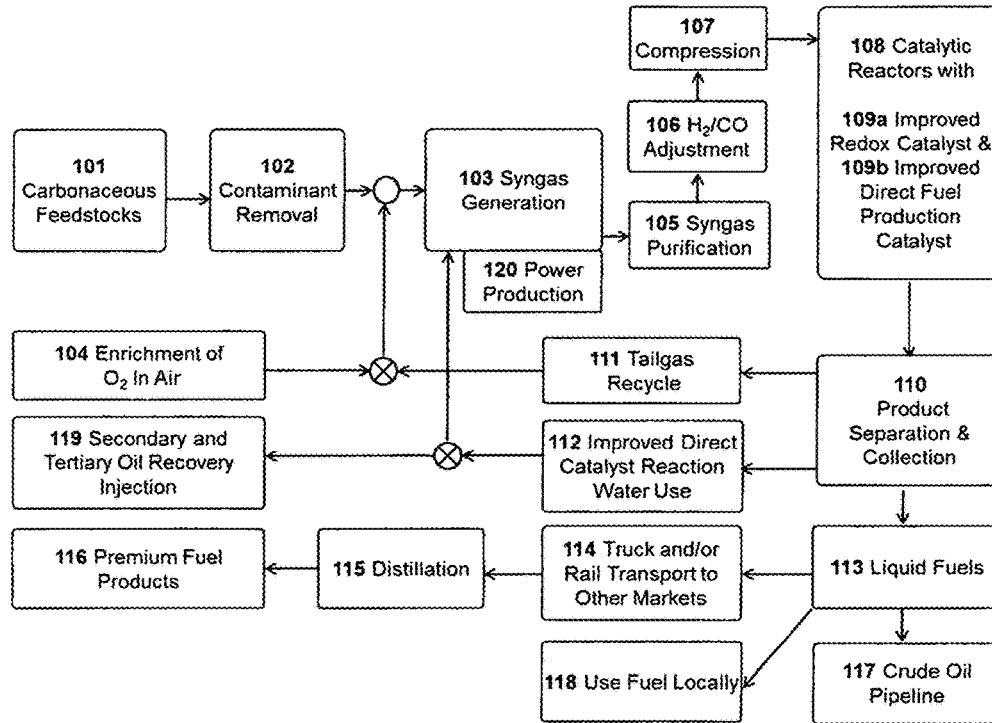 107
Compression
108 Catalytic
Reactors with
109a Improved
Redox Catalyst &
109b Improved
Direct Fuel
Production
Catalyst
106 H₂/CO
Adjustment
101
Carbonaceous
Feedstocks
102
Contaminant
Removal
103 Syngas
Generation
105 Syngas
Purification
120 Power
Production
104 Enrichment of
O₂ In Air
111 Tailgas
Recycle
110
Product
Separation &
Collection
119 Secondary and
Tertiary Oil Recovery
Injection
112 Improved Direct
Catalyst Reaction
Water Use
116 Premium Fuel
Products
115 Distillation
114 Truck and/or
Rail Transport to
Other Markets
113 Liquid Fuels
118 Use Fuel Locally
117 Crude Oil
Pipeline